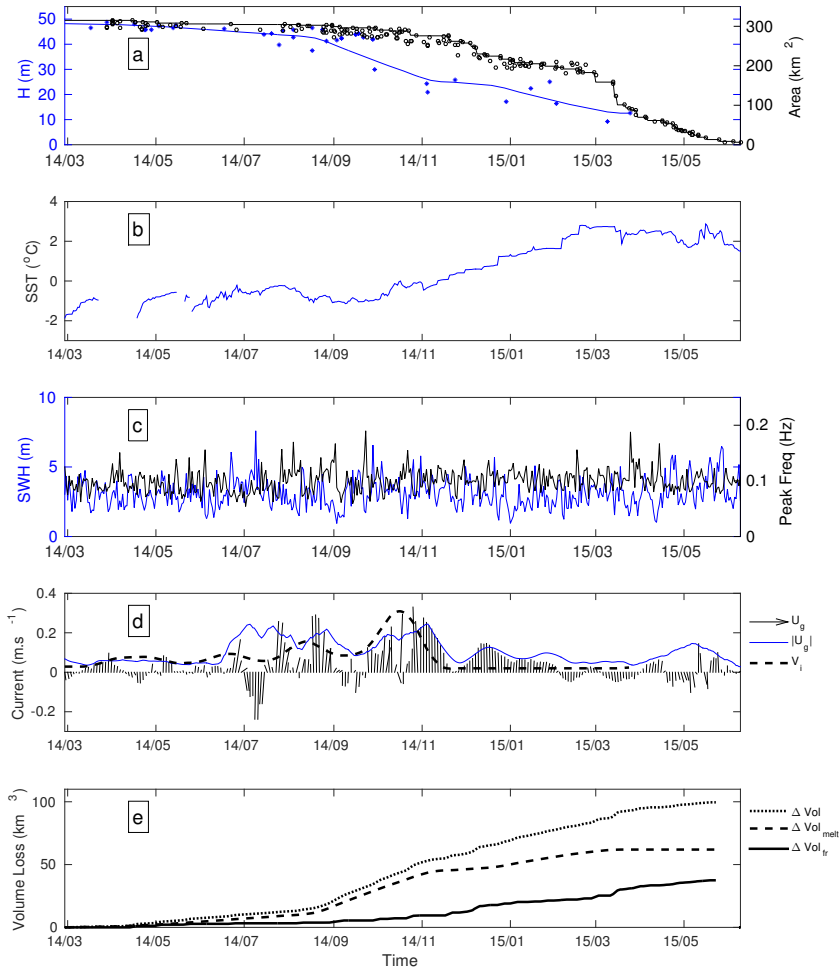 50
40
30
20
10
0
H (m)
a
300
200
100
0
Area (km 2)
14/03 14/05 14/07 14/09 14/11 15/01 15/03 15/05
4
2
0
-2
SST (°C)
b
14/03 14/05 14/07 14/09 14/11 15/01 15/03 15/05
10
5
0
SWH (m)
c
0.2
0.1
0
Peak Freq (Hz)
14/03 14/05 14/07 14/09 14/11 15/01 15/03 15/05
0.4
0.2
0
-0.2
Current (m.s -1)
d
U g
|U g|
V i
14/03 14/05 14/07 14/09 14/11 15/01 15/03 15/05
100
50
0
Volume Loss (km 3)
e
Δ Vol
Δ Vol melt
Δ Vol fr
14/03 14/05 14/07 14/09 14/11 15/01 15/03 15/05
Time